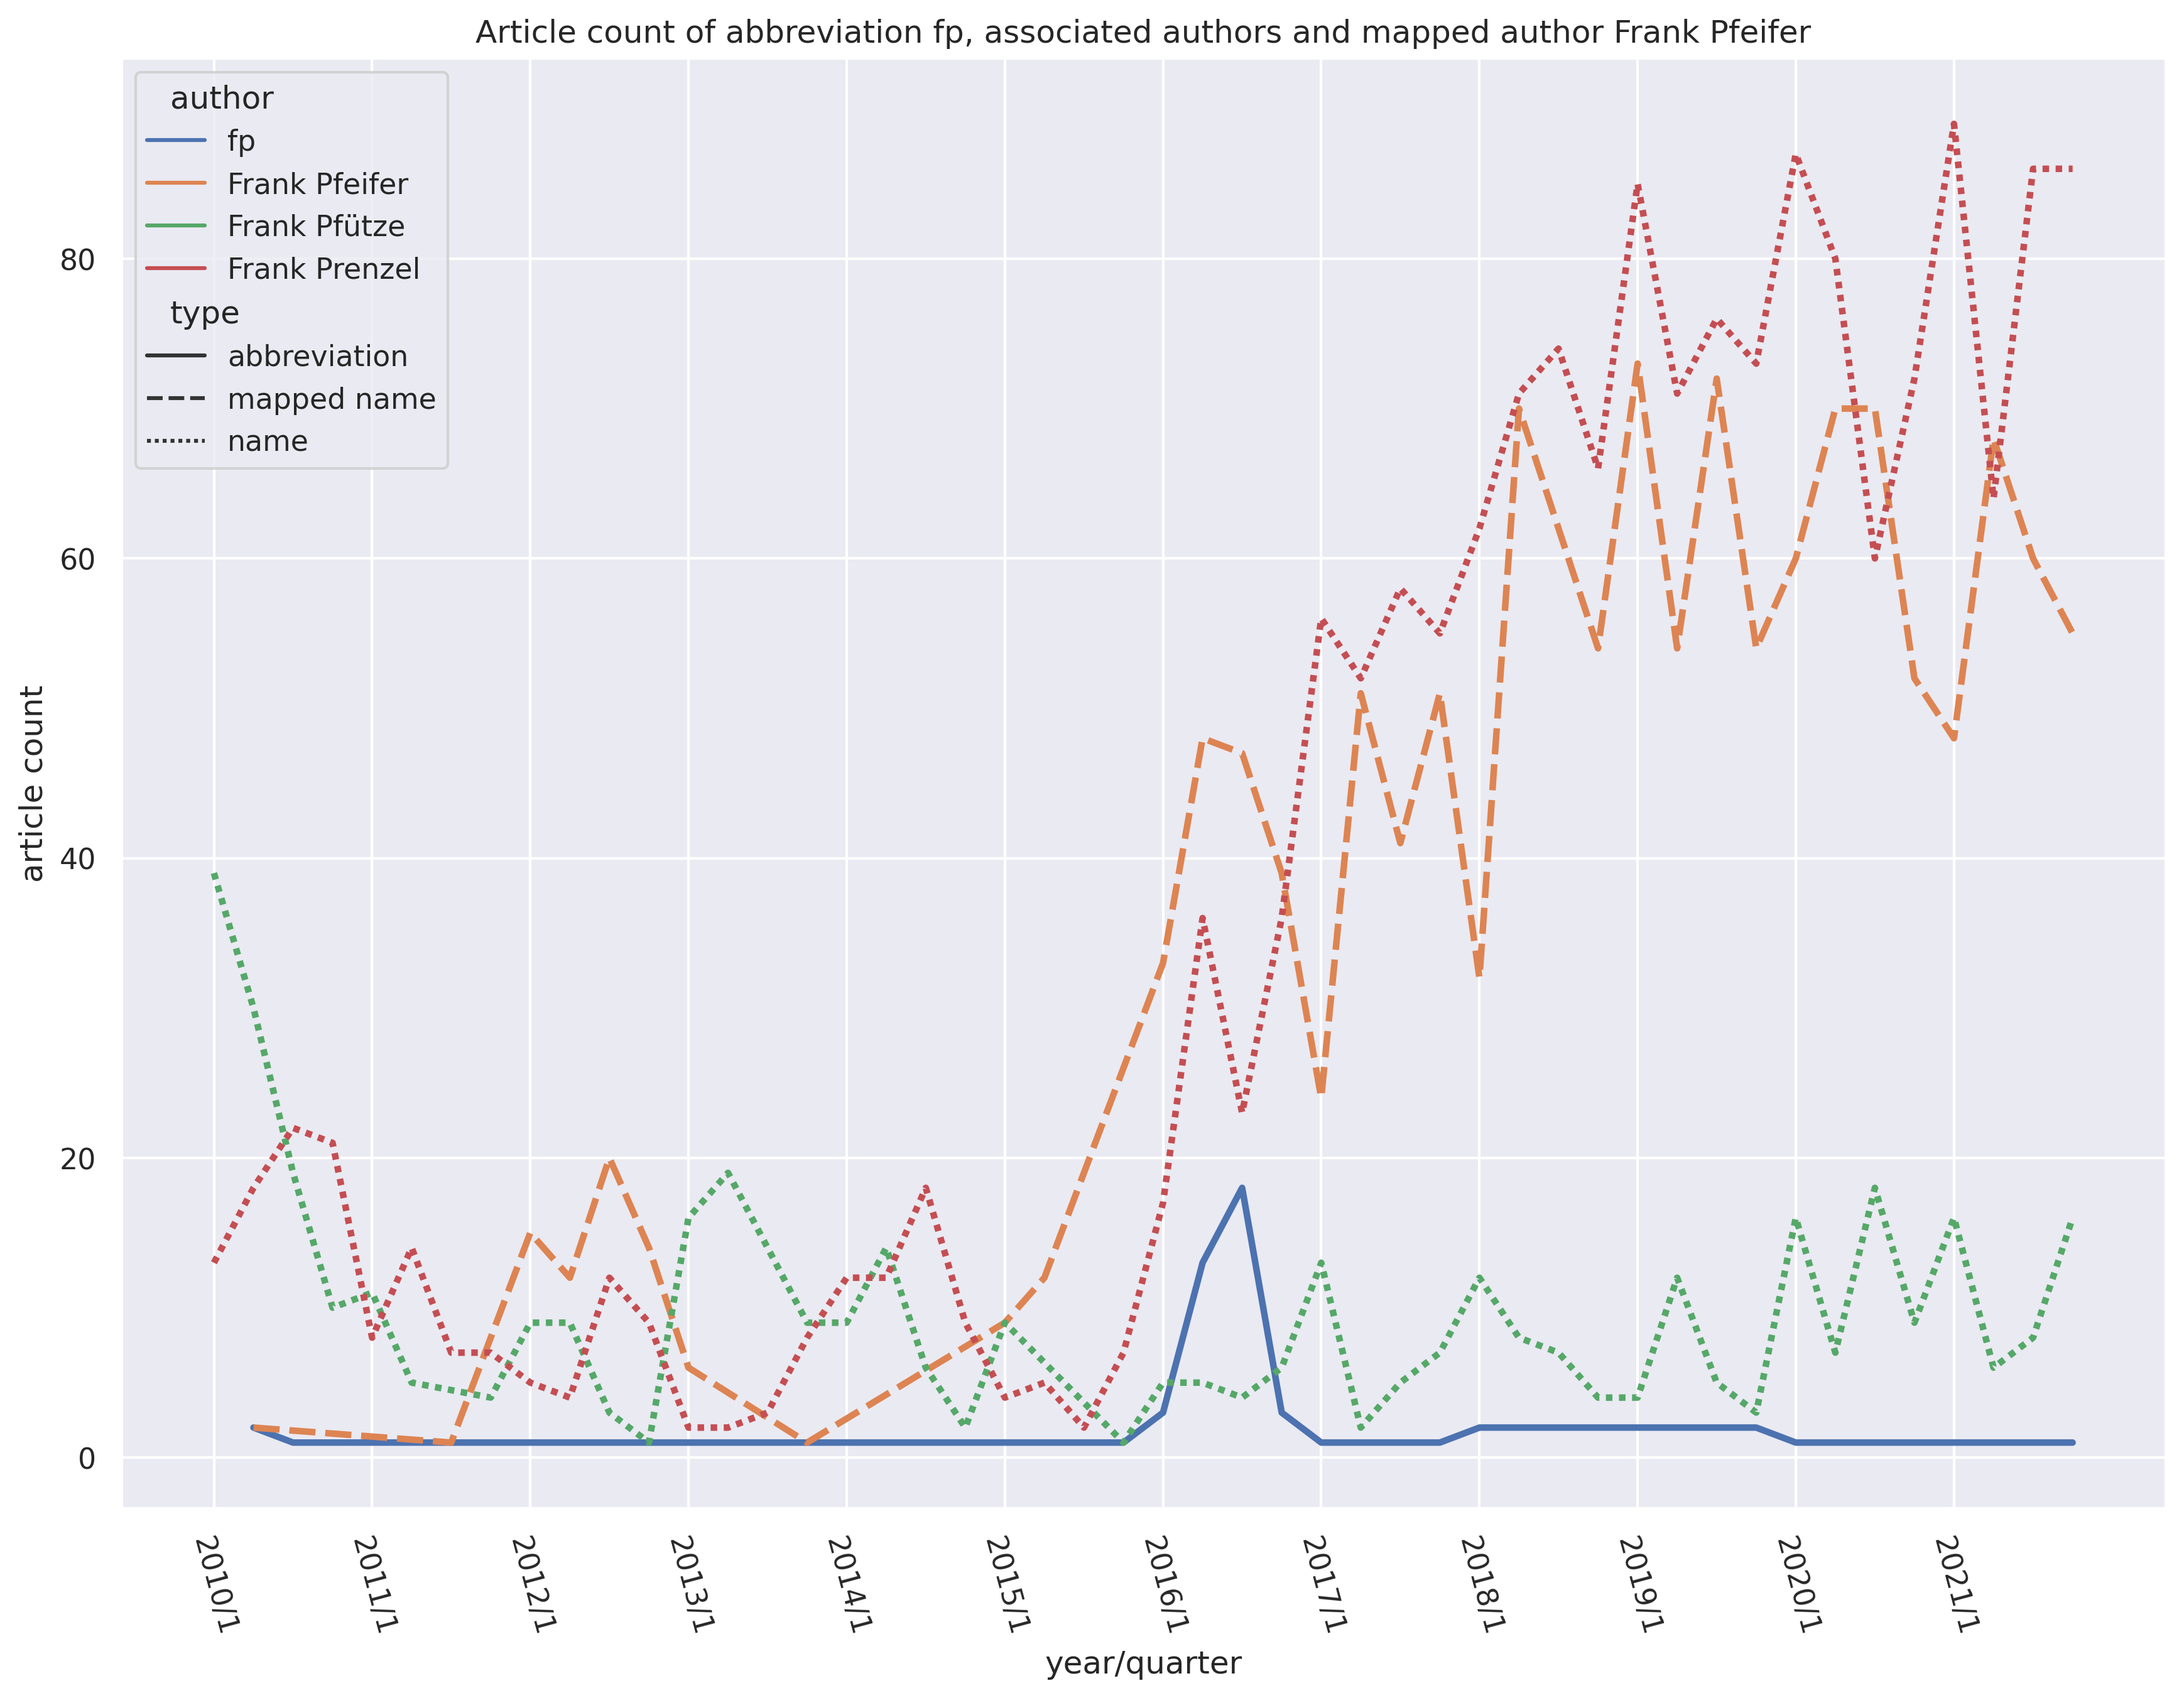 Article count of abbreviation fp, associated authors and mapped author Frank Pfeifer
author
fp
Frank Pfeifer
Frank Pfütze
Frank Prenzel
type
abbreviation
mapped name
name
article count
80
60
40
20
0
2010/1
2011/1
2012/1
2013/1
2014/1
2015/1
2016/1
2017/1
2018/1
2019/1
2020/1
2021/1
year/quarter